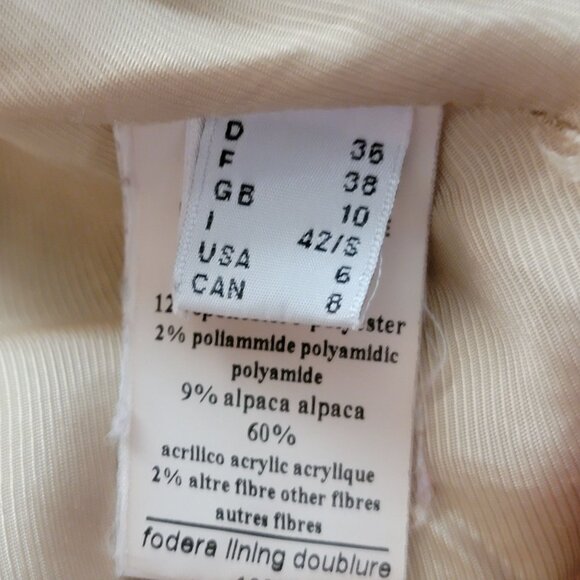 D 36
F 38
GB 10
I 42/S
USA 6
CAN 8
12
2% poliammide polyamidic
polyamide
9% alpaca alpaca
60%
acrilico acrylic acrylique
2% altre fibre other fibres
autres fibres
fodera lining doublure